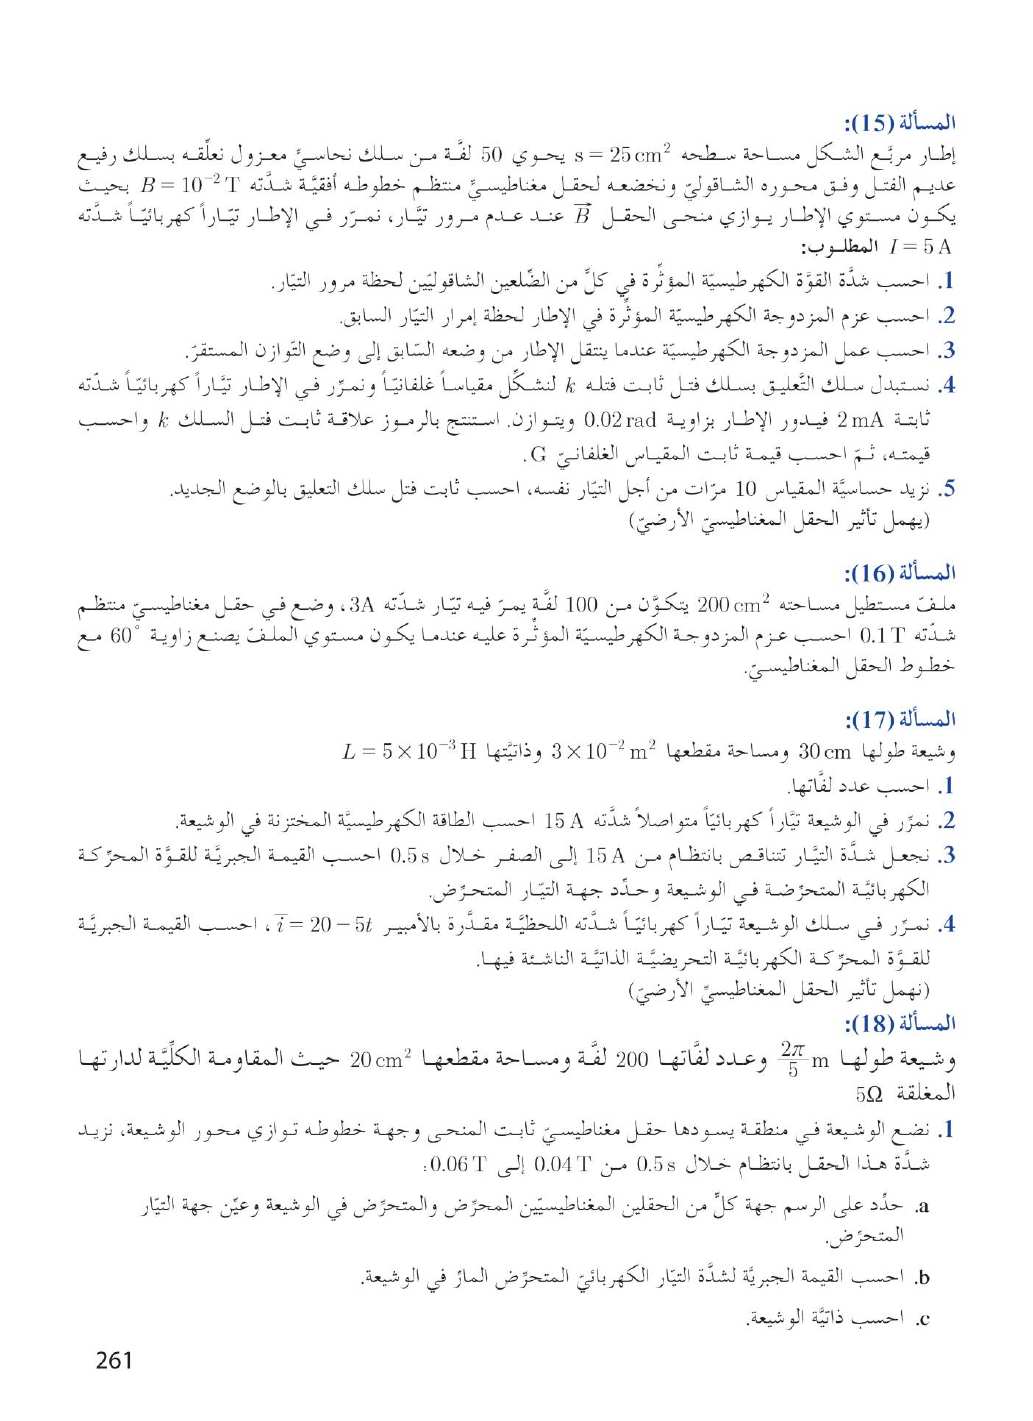 المسألة (15):
إطار مربَّع الشكل مساحة سطحه s = 25 cm² يحوي 50 لفَّة من سلك نحاسيّ معزول نعلّقه بسلك رفيع
عديم الفتل وفق محوره الشاقوليّ ونخضعه لحقل مغناطيسيّ منتظم خطوطه أفقيَّة شدَّته B = 10⁻² T بحيث
يكون مستوي الإطار يوازي منحى الحقل B⃗ عند عدم مرور تيَّار، نمرّر في الإطار تيّاراً كهربائيّاً شدَّته
I = 5 A المطلوب:
1. احسب شدَّة القوَّة الكهرطيسيّة المؤثّرة في كلّ من الضّلعين الشاقوليّين لحظة مرور التيّار.
2. احسب عزم المزدوجة الكهرطيسيّة المؤثّرة في الإطار لحظة إمرار التيّار السابق.
3. احسب عمل المزدوجة الكهرطيسيّة عندما ينتقل الإطار من وضعه السّابق إلى وضع التّوازن المستقرّ.
4. نستبدل سلك التَّعليق بسلك فتل ثابت فتله k لنشكّل مقياساً غلفانيّاً ونمرّر في الإطار تيَّاراً كهربائيّاً شدَّته
ثابتة 2 mA فيدور الإطار بزاوية 0.02 rad ويتوازن. استنتج بالرموز علاقة ثابت فتل السلك k واحسب
قيمته، ثمّ احسب قيمة ثابت المقياس الغلفانيّ G.
5. نزيد حساسيَّة المقياس 10 مرّات من أجل التيّار نفسه، احسب ثابت فتل سلك التعليق بالوضع الجديد.
(يهمل تأثير الحقل المغناطيسيّ الأرضيّ)
المسألة (16):
ملفّ مستطيل مساحته 200 cm² يتكوَّن من 100 لفَّة يمرّ فيه تيّار شدَّته 3A، وضع في حقل مغناطيسيّ منتظم
شدَّته 0.1 T احسب عزم المزدوجة الكهرطيسيّة المؤثّرة عليه عندما يكون مستوي الملفّ يصنع زاوية 60° مع
خطوط الحقل المغناطيسيّ.
المسألة (17):
وشيعة طولها 30 cm ومساحة مقطعها 3×10⁻² m² وذاتيَّتها L = 5×10⁻³ H
1. احسب عدد لفَّاتها.
2. نمرّر في الوشيعة تيَّاراً كهربائيّاً متواصلاً شدَّته 15 A احسب الطاقة الكهرطيسيَّة المختزنة في الوشيعة.
3. نجعل شدَّة التيَّار تتناقص بانتظام من 15 A إلى الصفر خلال 0.5 s احسب القيمة الجبريَّة للقوَّة المحرّكة
الكهربائيَّة المتحرّضة في الوشيعة وحدّد جهة التيّار المتحرّض.
4. نمرّر في سلك الوشيعة تيّاراً كهربائيّاً شدَّته اللحظيَّة مقدَّرة بالأمبير i̅ = 20 − 5t، احسب القيمة الجبريَّة
للقوَّة المحرّكة الكهربائيَّة التحريضيَّة الذاتيَّة الناشئة فيها.
(نهمل تأثير الحقل المغناطيسيّ الأرضيّ)
المسألة (18):
وشيعة طولها 2π/5 m وعدد لفَّاتها 200 لفَّة ومساحة مقطعها 20 cm² حيث المقاومة الكلّيَّة لدارتها
المغلقة 5Ω
1. نضع الوشيعة في منطقة يسودها حقل مغناطيسيّ ثابت المنحى وجهة خطوطه توازي محور الوشيعة، نزيد
شدَّة هذا الحقل بانتظام خلال 0.5 s من 0.04 T إلى 0.06 T:
a. حدّد على الرسم جهة كلّ من الحقلين المغناطيسيّين المحرّض والمتحرّض في الوشيعة وعيّن جهة التيّار
المتحرّض.
b. احسب القيمة الجبريَّة لشدَّة التيّار الكهربائيّ المتحرّض المارّ في الوشيعة.
c. احسب ذاتيَّة الوشيعة.
261